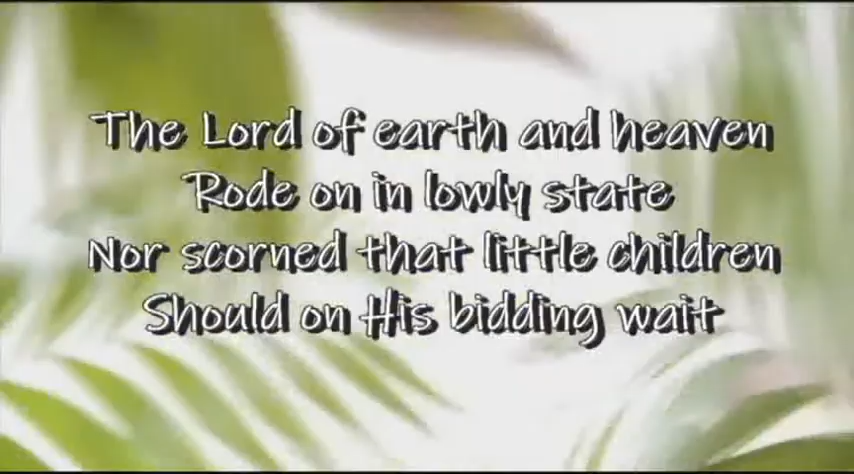 The Lord of earth and heaven
Rode on in lowly state
Nor scorned that little children
Should on His bidding wait